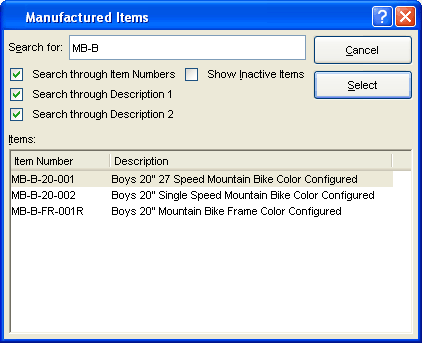 Manufactured Items
Search for: MB-B
Cancel
Search through Item Numbers Show Inactive Items
Select
Search through Description 1
Search through Description 2
Items:
Item Number Description
MB-B-20-001 Boys 20" 27 Speed Mountain Bike Color Configured
MB-B-20-002 Boys 20" Single Speed Mountain Bike Color Configured
MB-B-FR-001R Boys 20" Mountain Bike Frame Color Configured